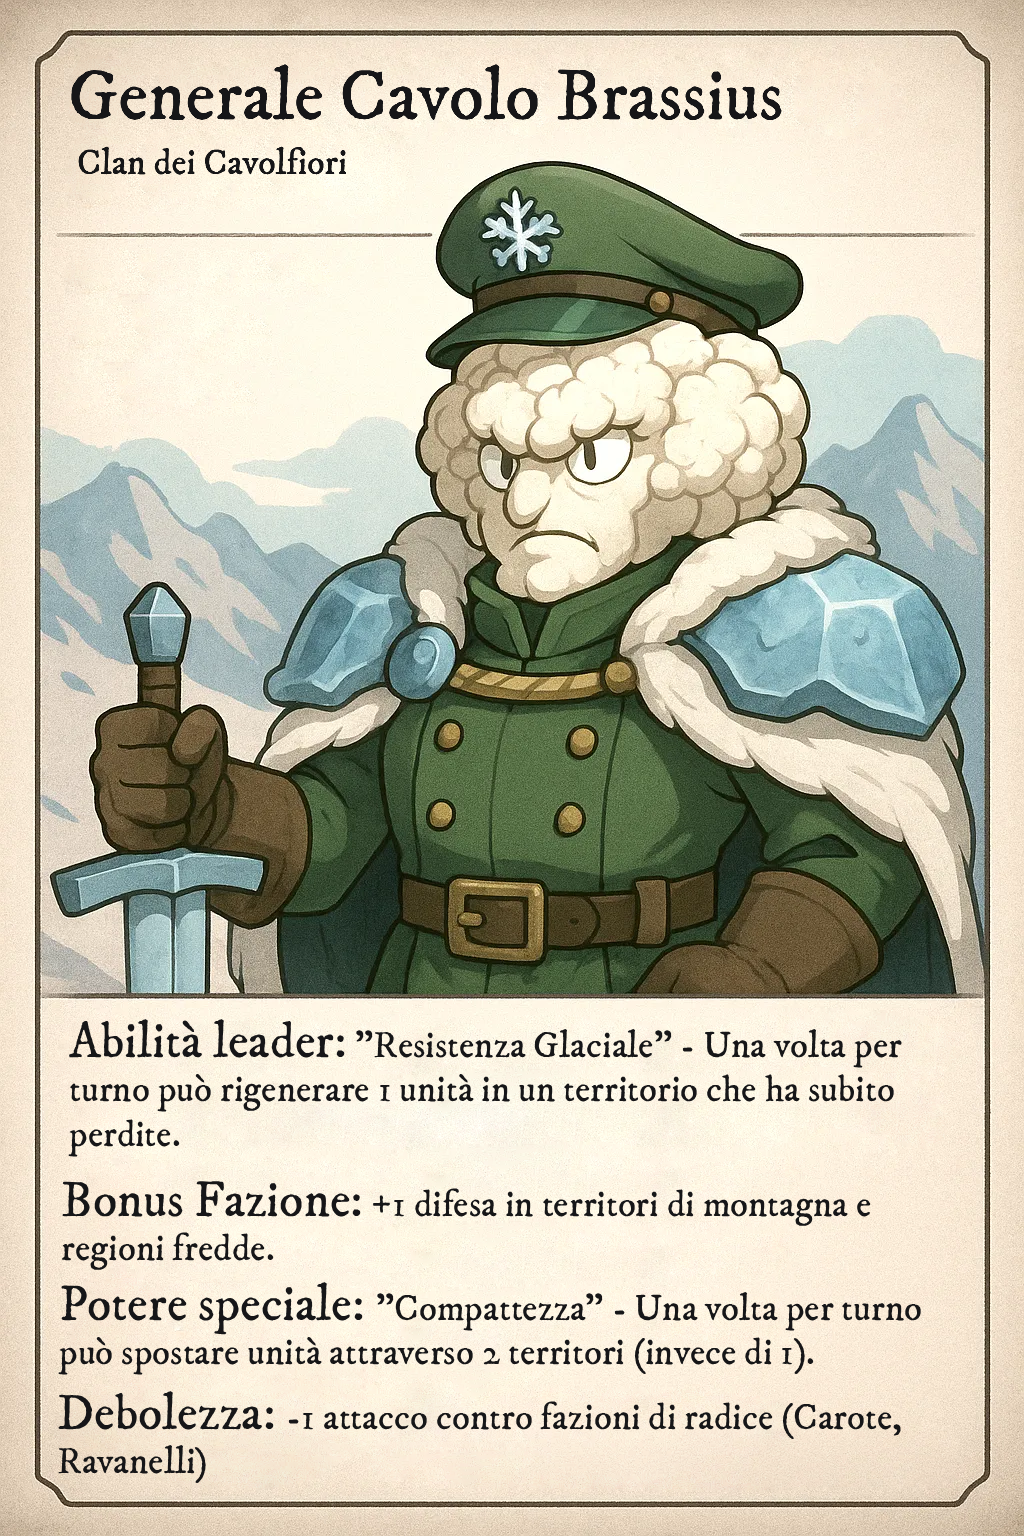 Generale Cavolo Brassius
Clan dei Cavolfiori
Abilità leader: ”Resistenza Glaciale” - Una volta per
turno può rigenerare 1 unità in un territorio che ha subito
perdite.
Bonus Fazione: +1 difesa in territori di montagna e
regioni fredde.
Potere speciale: ”Compattezza” - Una volta per turno
può spostare unità attraverso 2 territori (invece di 1).
Debolezza: -1 attacco contro fazioni di radice (Carote,
Ravanelli)